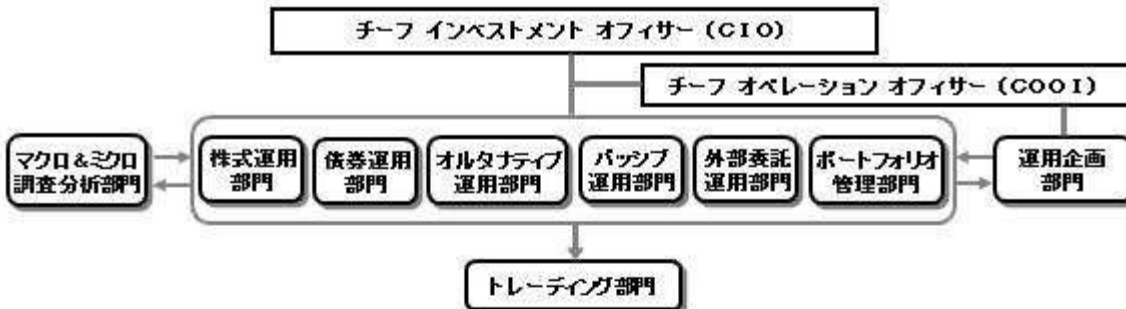 チーフ インベストメント オフィサー (CIO)
チーフ オペレーション オフィサー (COOI)
マクロ&ミクロ
調査分析部門
株式運用
部門
債券運用
部門
オルタナティブ
運用部門
パッシブ
運用部門
外部委託
運用部門
ポートフォリオ
管理部門
運用企画
部門
トレーディング部門